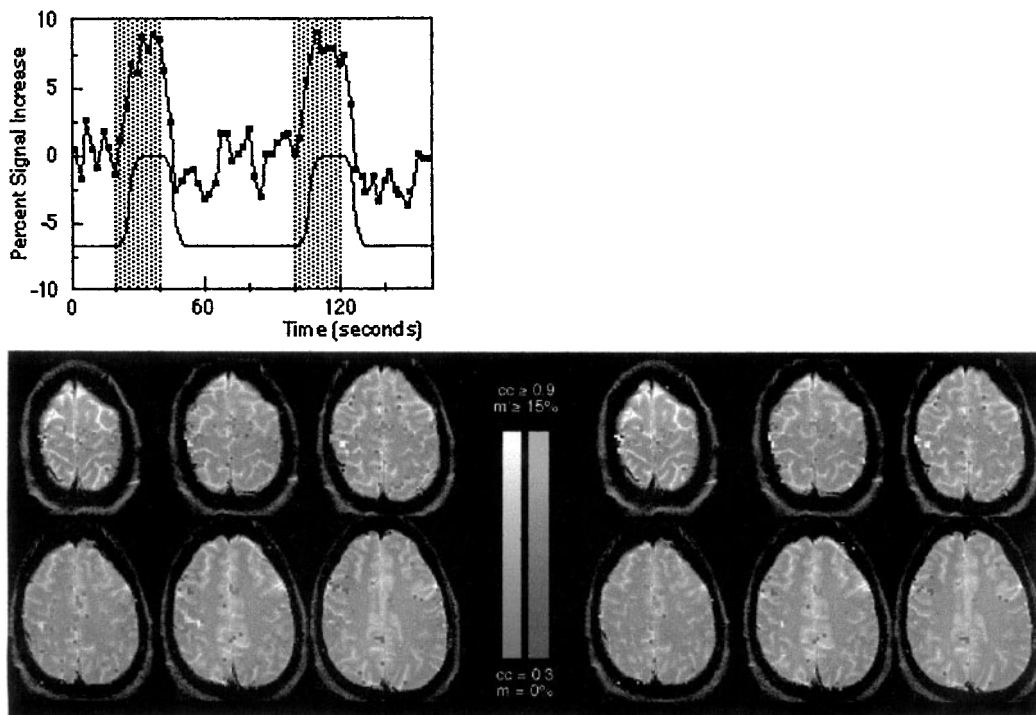 10
5
0
-5
-10
Percent Signal Increase
0 60 120
Time (seconds)
cc ≥ 0.9
m ≥ 15%
cc = 0.3
m = 0%